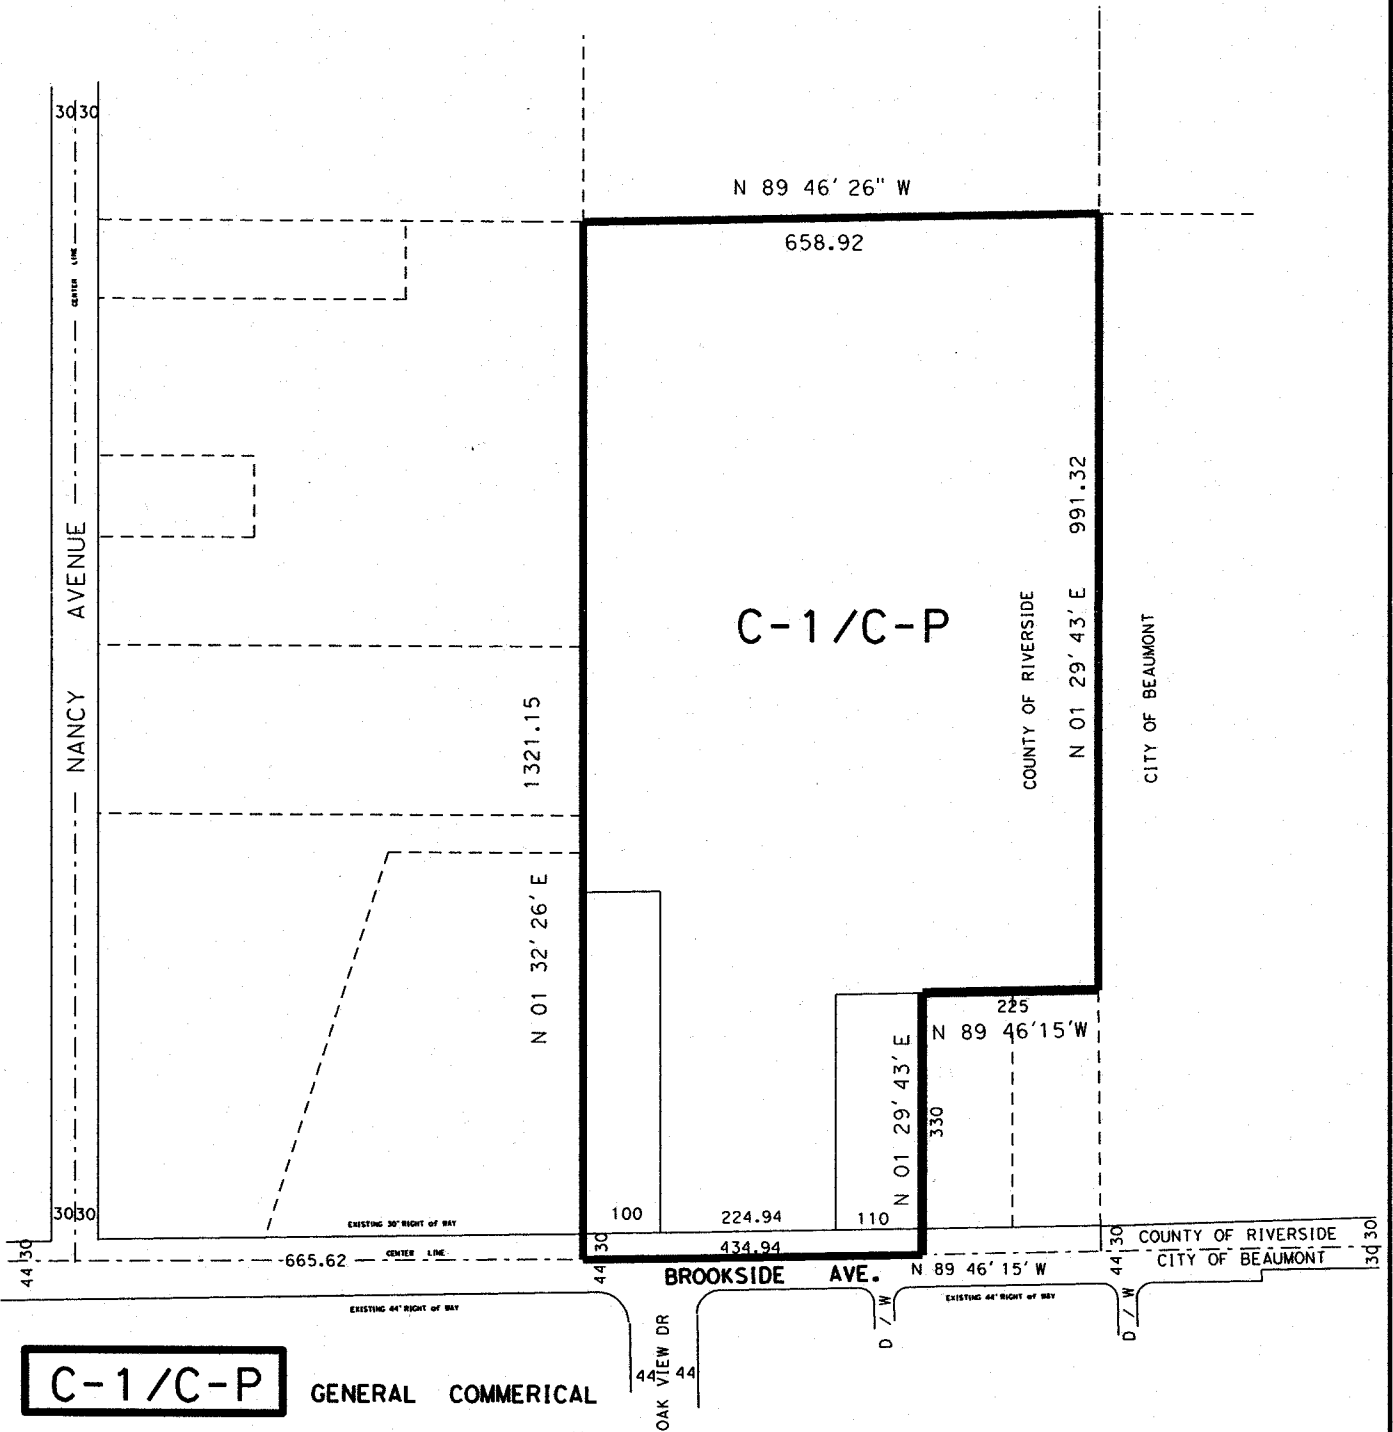 30 30
N 89 46' 26" W
658.92
CENTER LINE
NANCY AVENUE
991.32
N 01 29' 43' E
C-1/C-P
COUNTY OF RIVERSIDE
CITY OF BEAUMONT
1321.15
N 01 32' 26' E
225
N 89 46'15'W
N 01 29' 43' E
330
30 30
100
224.94
110
EXISTING 30' RIGHT of WAY
44 30
665.62
CENTER LINE
44 30
434.94
BROOKSIDE AVE.
N 89 46' 15' W
44 30
COUNTY OF RIVERSIDE
CITY OF BEAUMONT
30 30
EXISTING 44' RIGHT of WAY
EXISTING 44' RIGHT of WAY
D / W
D / W
OAK VIEW DR
44 44
C-1/C-P
GENERAL COMMERICAL